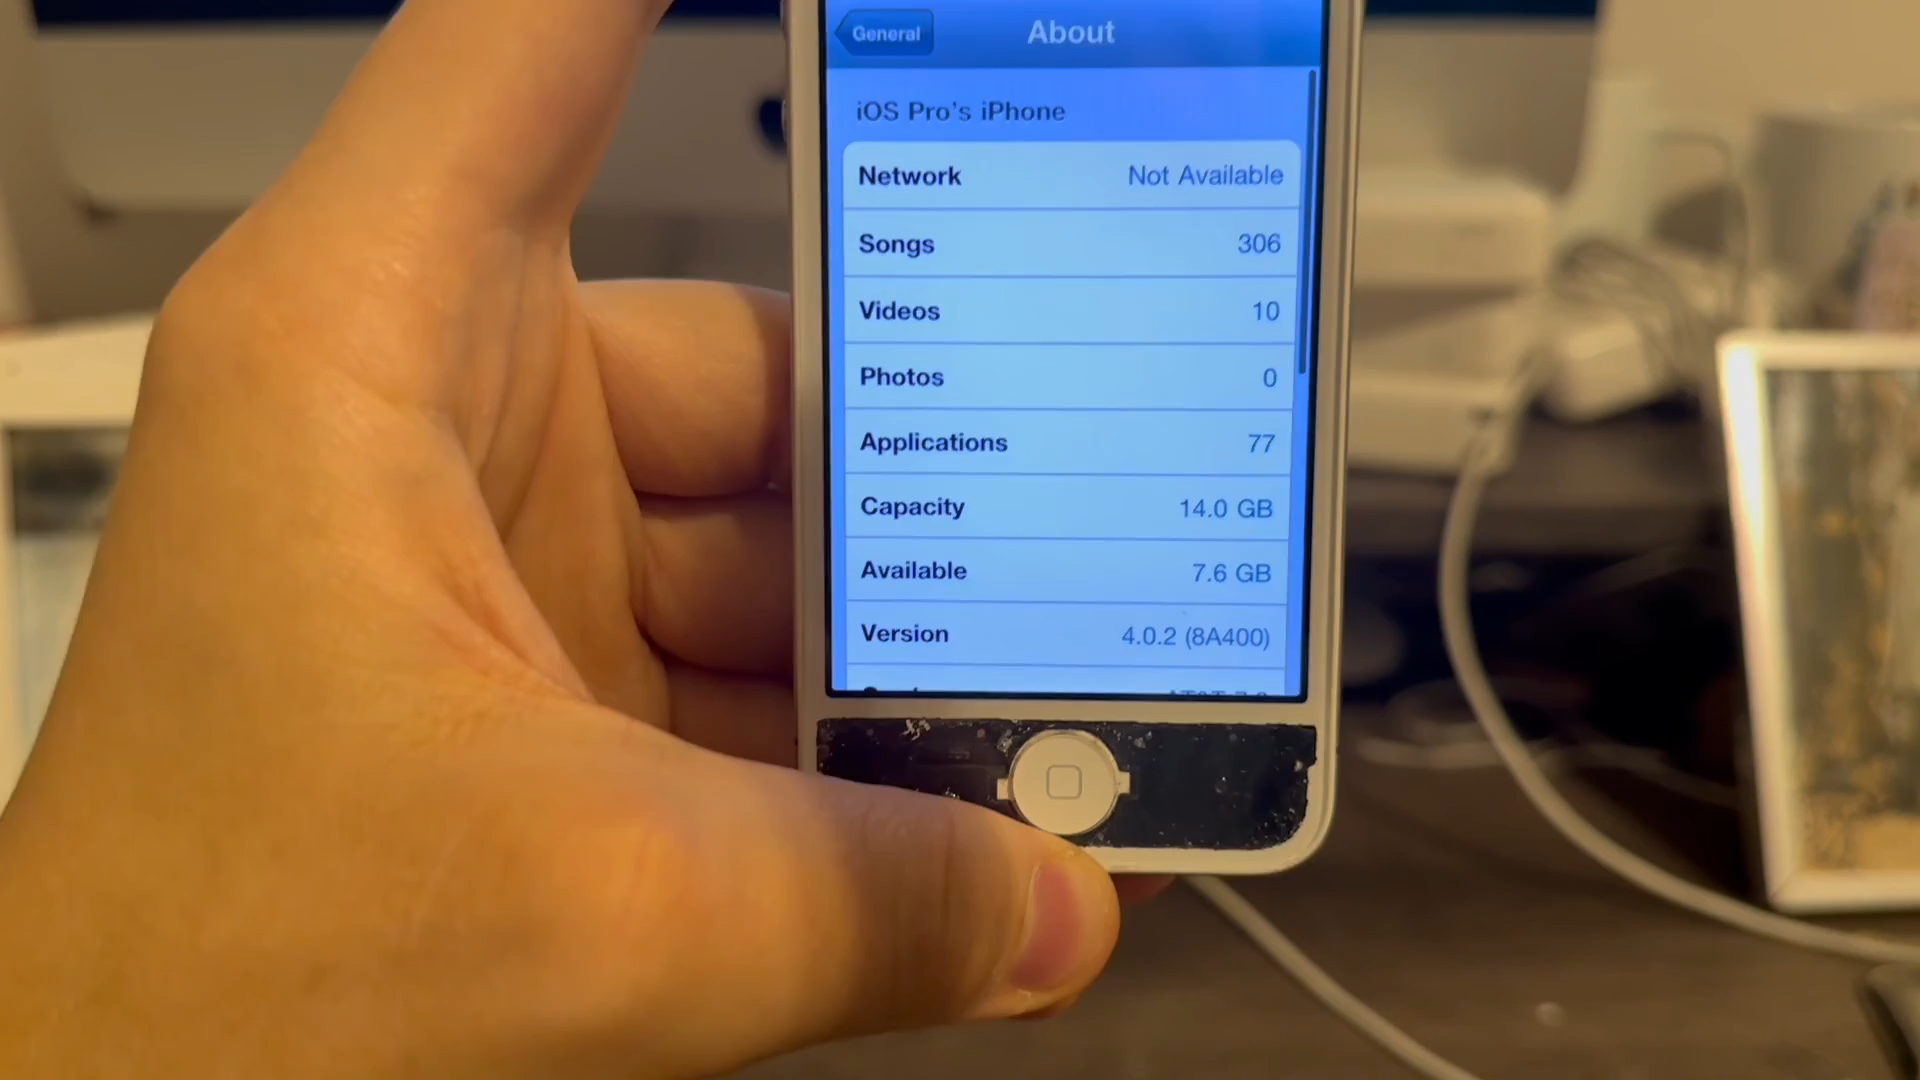 General
About
iOS Pro's iPhone
Network Not Available
Songs 306
Videos 10
Photos 0
Applications 77
Capacity 14.0 GB
Available 7.6 GB
Version 4.0.2 (8A400)